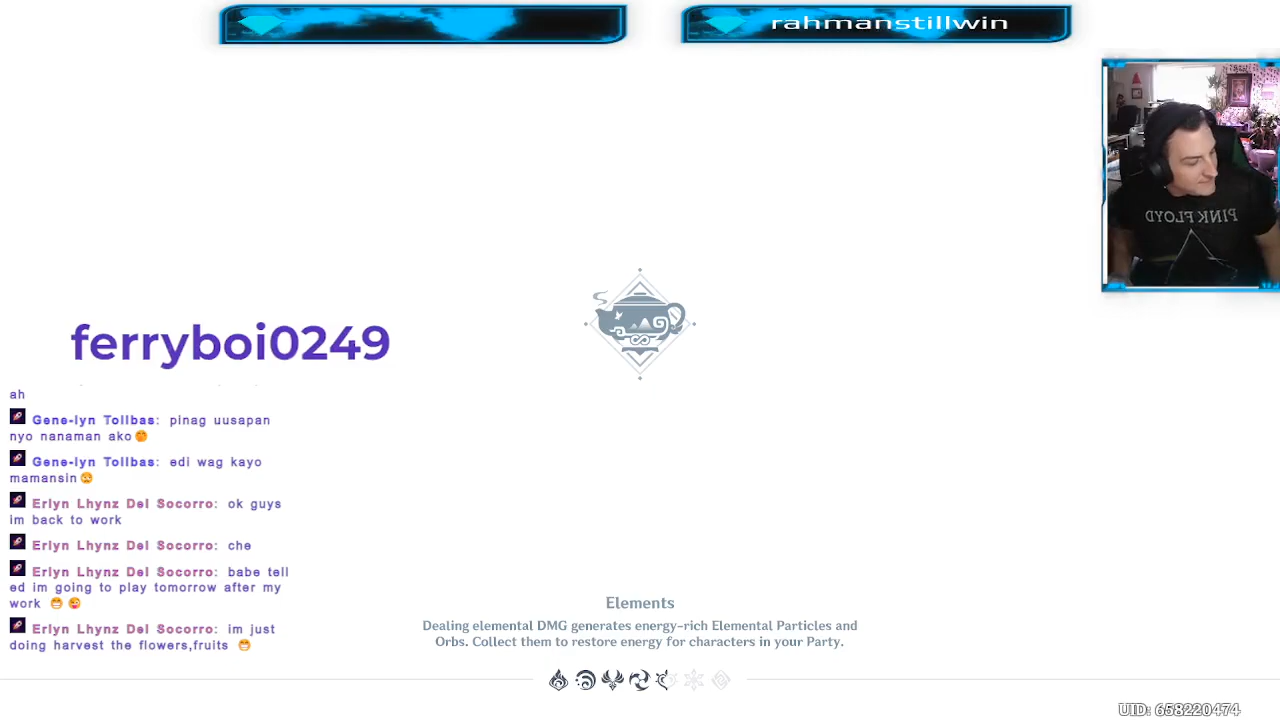 rahmanstillwin
PINK FLOYD
ferryboi0249
ah
Gene-lyn Tollbas: pinag uusapan
nyo nanaman ako
Gene-lyn Tollbas: edi wag kayo
mamansin
Erlyn Lhynz Del Socorro: ok guys
im back to work
Erlyn Lhynz Del Socorro: che
Erlyn Lhynz Del Socorro: babe tell
ed im going to play tomorrow after my
work
Erlyn Lhynz Del Socorro: im just
doing harvest the flowers,fruits
Elements
Dealing elemental DMG generates energy-rich Elemental Particles and
Orbs. Collect them to restore energy for characters in your Party.
UID: 658220474